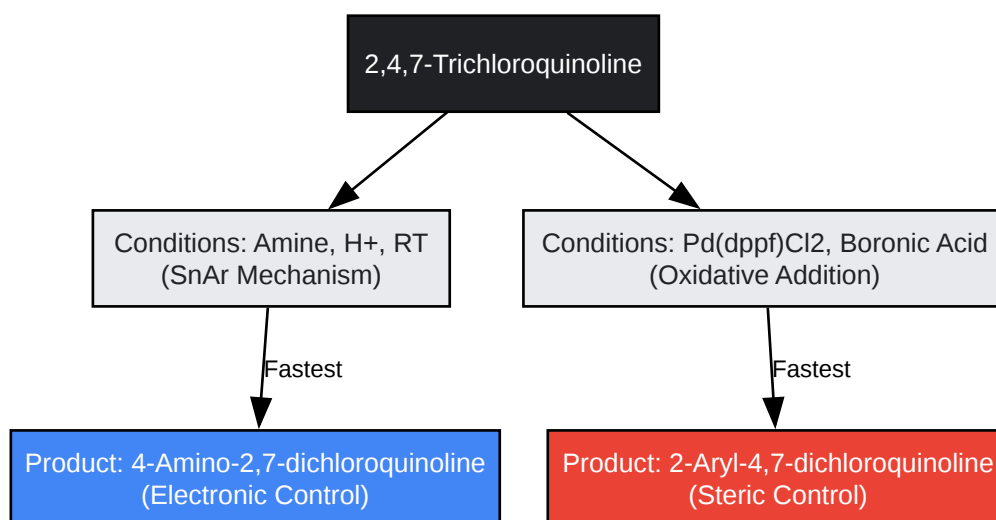 2,4,7-Trichloroquinoline
Conditions: Amine, H+, RT
(SnAr Mechanism)
Conditions: Pd(dppf)Cl2, Boronic Acid
(Oxidative Addition)
Fastest
Fastest
Product: 4-Amino-2,7-dichloroquinoline
(Electronic Control)
Product: 2-Aryl-4,7-dichloroquinoline
(Steric Control)